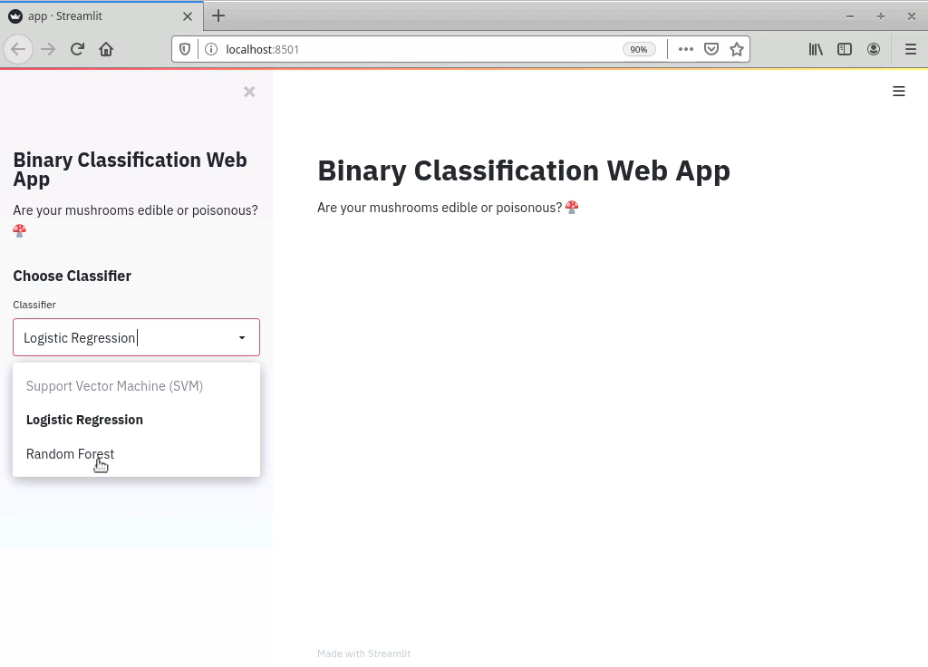 app · Streamlit
localhost:8501
90%
Binary Classification Web
App
Are your mushrooms edible or poisonous?
🍄
Choose Classifier
Classifier
Logistic Regression
Support Vector Machine (SVM)
Logistic Regression
Random Forest
Binary Classification Web App
Are your mushrooms edible or poisonous? 🍄
Made with Streamlit